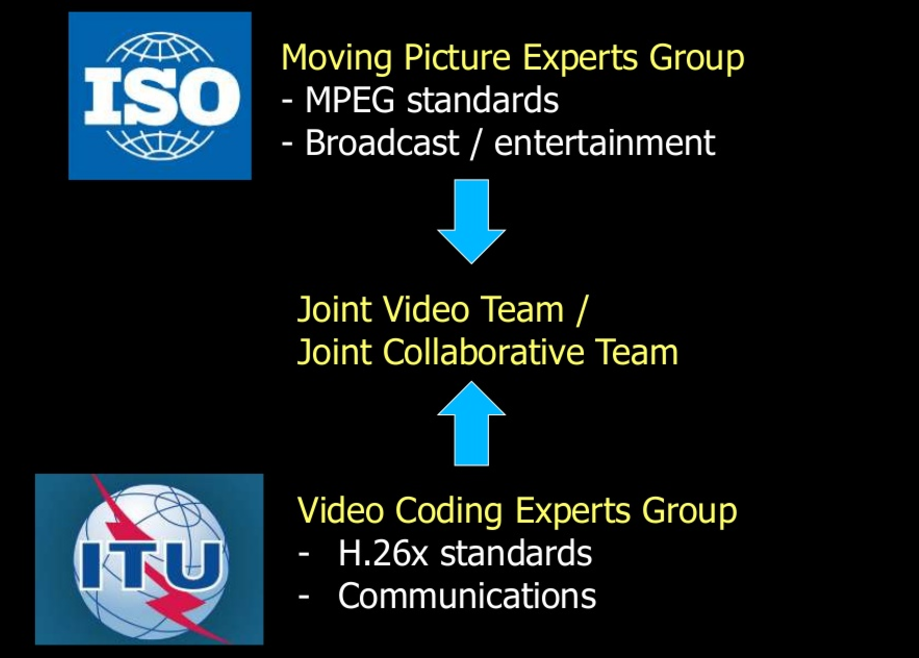 ISO
Moving Picture Experts Group
- MPEG standards
- Broadcast / entertainment
Joint Video Team /
Joint Collaborative Team
ITU
Video Coding Experts Group
- H.26x standards
- Communications